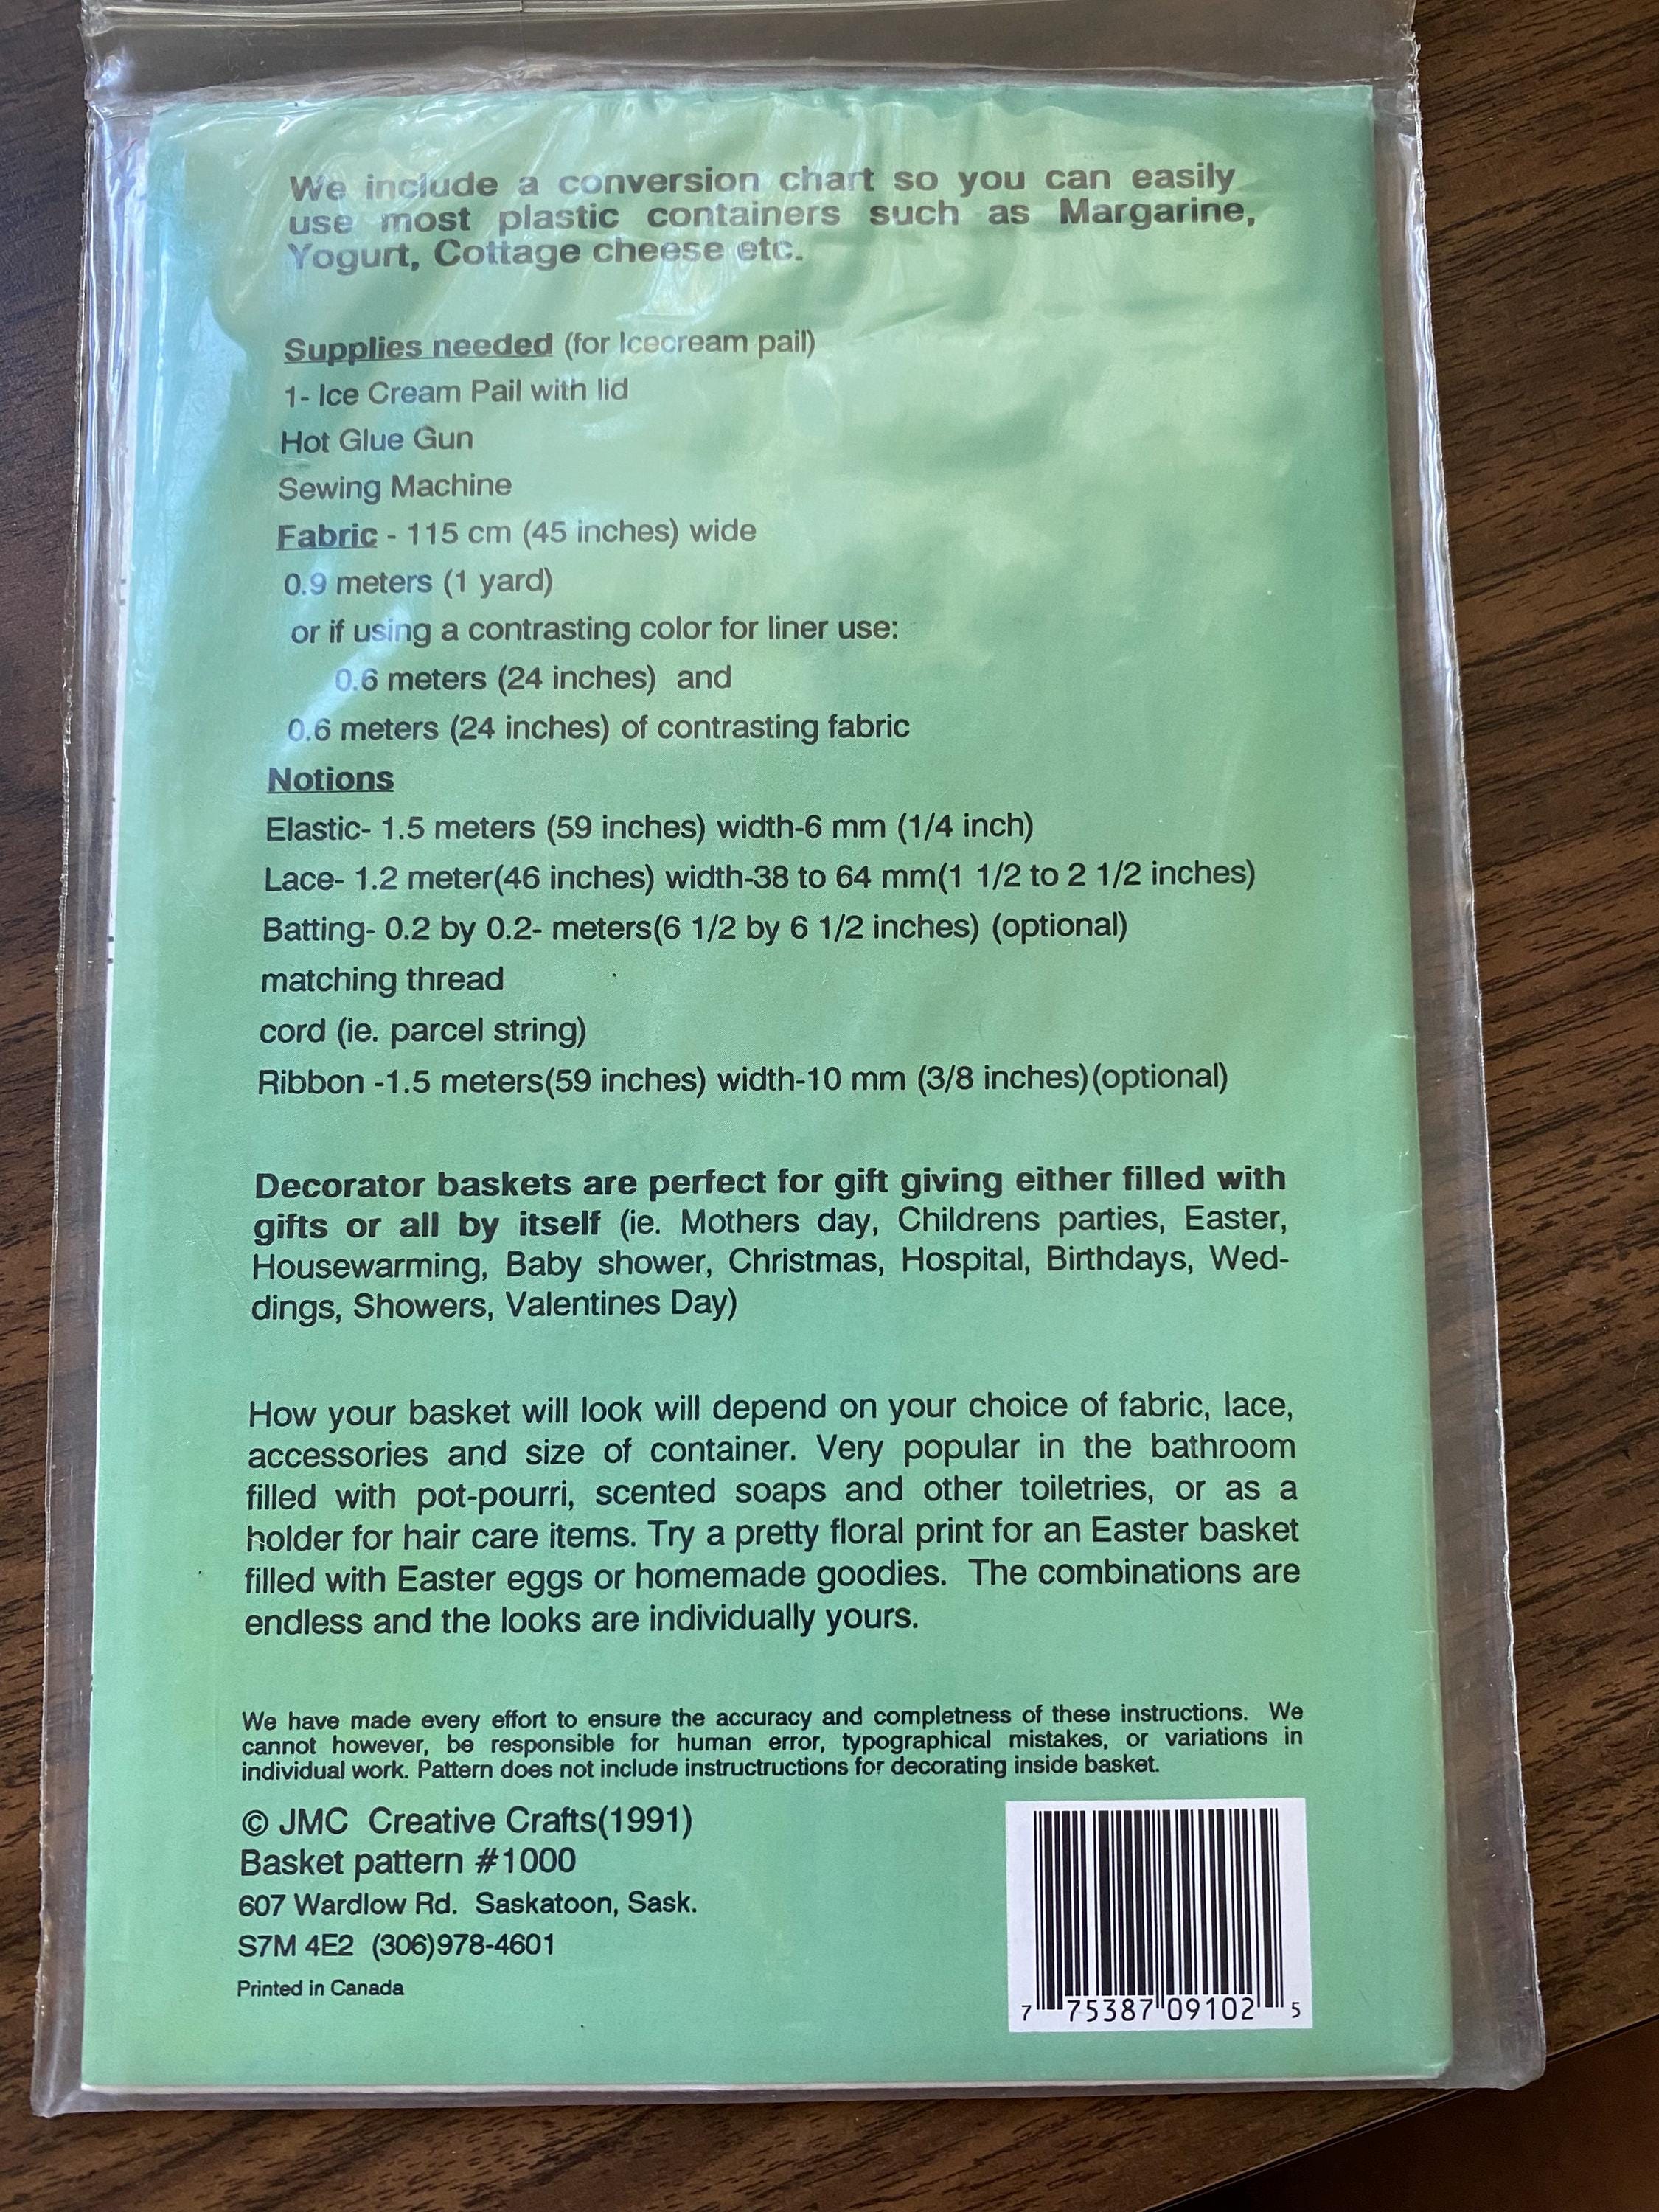 We include a conversion chart so you can easily
use most plastic containers such as Margarine,
Yogurt, Cottage cheese etc.
Supplies needed (for Icecream pail)
1- Ice Cream Pail with lid
Hot Glue Gun
Sewing Machine
Fabric - 115 cm (45 inches) wide
0.9 meters (1 yard)
or if using a contrasting color for liner use:
0.6 meters (24 inches) and
0.6 meters (24 inches) of contrasting fabric
Notions
Elastic- 1.5 meters (59 inches) width-6 mm (1/4 inch)
Lace- 1.2 meter(46 inches) width-38 to 64 mm(1 1/2 to 2 1/2 inches)
Batting- 0.2 by 0.2- meters(6 1/2 by 6 1/2 inches) (optional)
matching thread
cord (ie. parcel string)
Ribbon -1.5 meters(59 inches) width-10 mm (3/8 inches)(optional)
Decorator baskets are perfect for gift giving either filled with
gifts or all by itself (ie. Mothers day, Childrens parties, Easter,
Housewarming, Baby shower, Christmas, Hospital, Birthdays, Wed-
dings, Showers, Valentines Day)
How your basket will look will depend on your choice of fabric, lace,
accessories and size of container. Very popular in the bathroom
filled with pot-pourri, scented soaps and other toiletries, or as a
holder for hair care items. Try a pretty floral print for an Easter basket
filled with Easter eggs or homemade goodies. The combinations are
endless and the looks are individually yours.
We have made every effort to ensure the accuracy and completness of these instructions. We
cannot however, be responsible for human error, typographical mistakes, or variations in
individual work. Pattern does not include instructructions for decorating inside basket.
© JMC Creative Crafts(1991)
Basket pattern #1000
607 Wardlow Rd. Saskatoon, Sask.
S7M 4E2 (306)978-4601
Printed in Canada
7 75387 09102 5